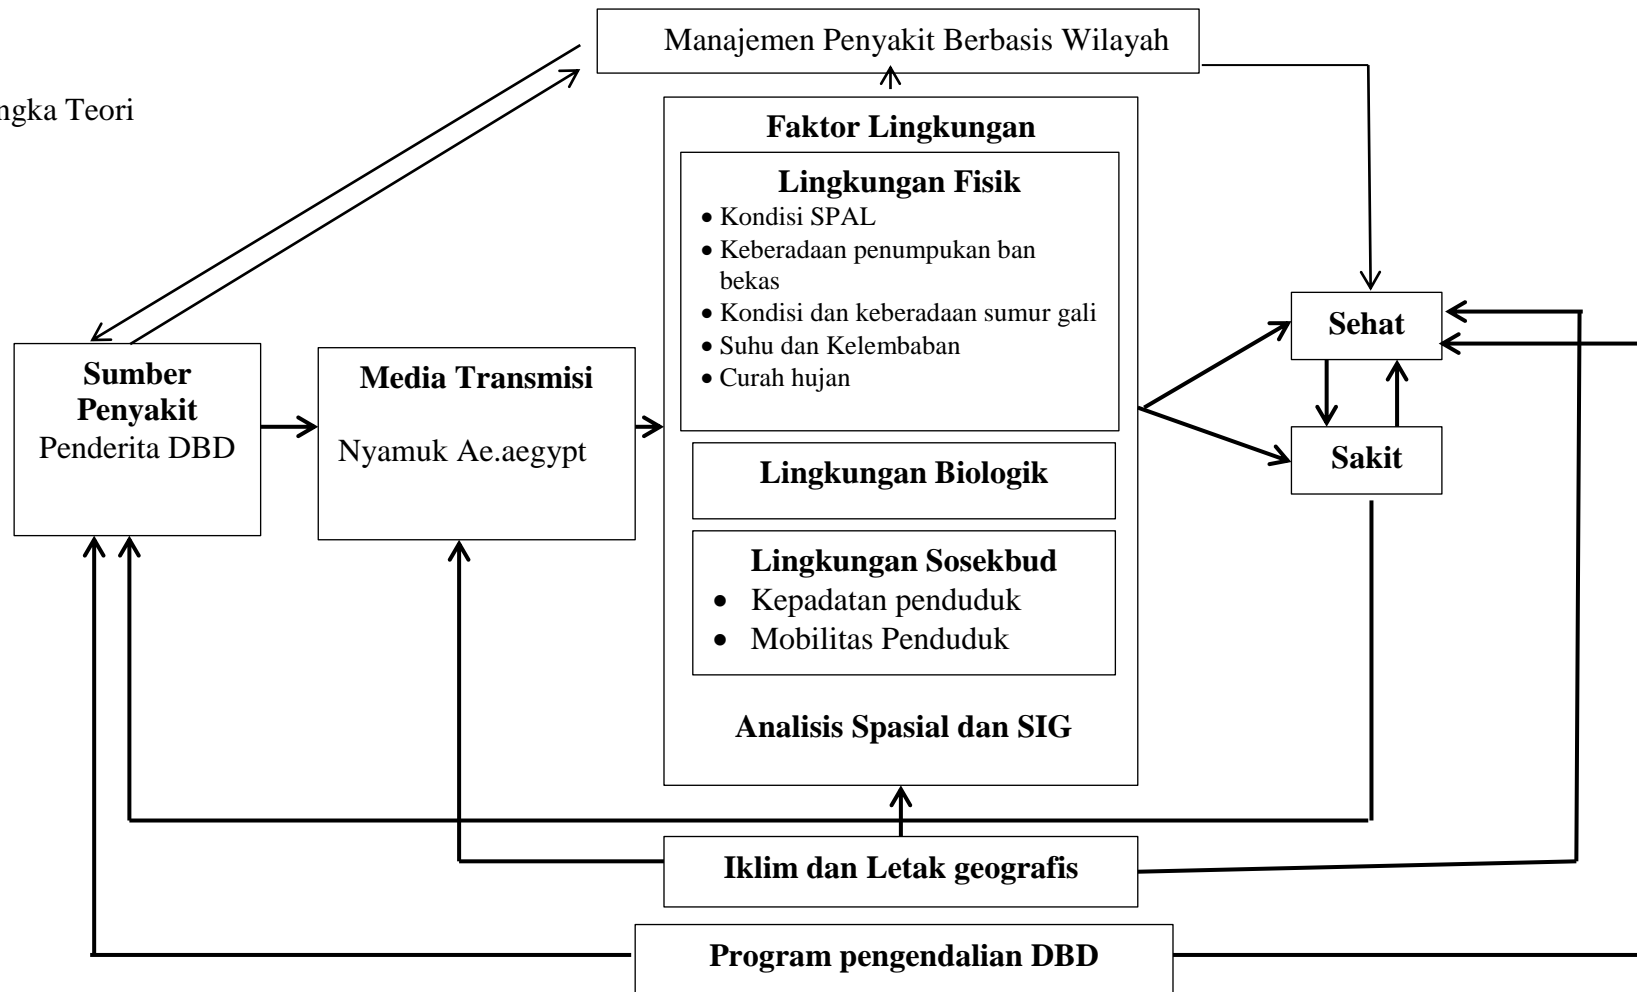 Manajemen Penyakit Berbasis Wilayah
ngka Teori
Faktor Lingkungan
Lingkungan Fisik
• Kondisi SPAL
• Keberadaan penumpukan ban
bekas
• Kondisi dan keberadaan sumur gali
• Suhu dan Kelembaban
• Curah hujan
Sehat
Sumber
Penyakit
Penderita DBD
Media Transmisi
Nyamuk Ae.aegypt
Sakit
Lingkungan Biologik
Lingkungan Sosekbud
• Kepadatan penduduk
• Mobilitas Penduduk
Analisis Spasial dan SIG
Iklim dan Letak geografis
Program pengendalian DBD